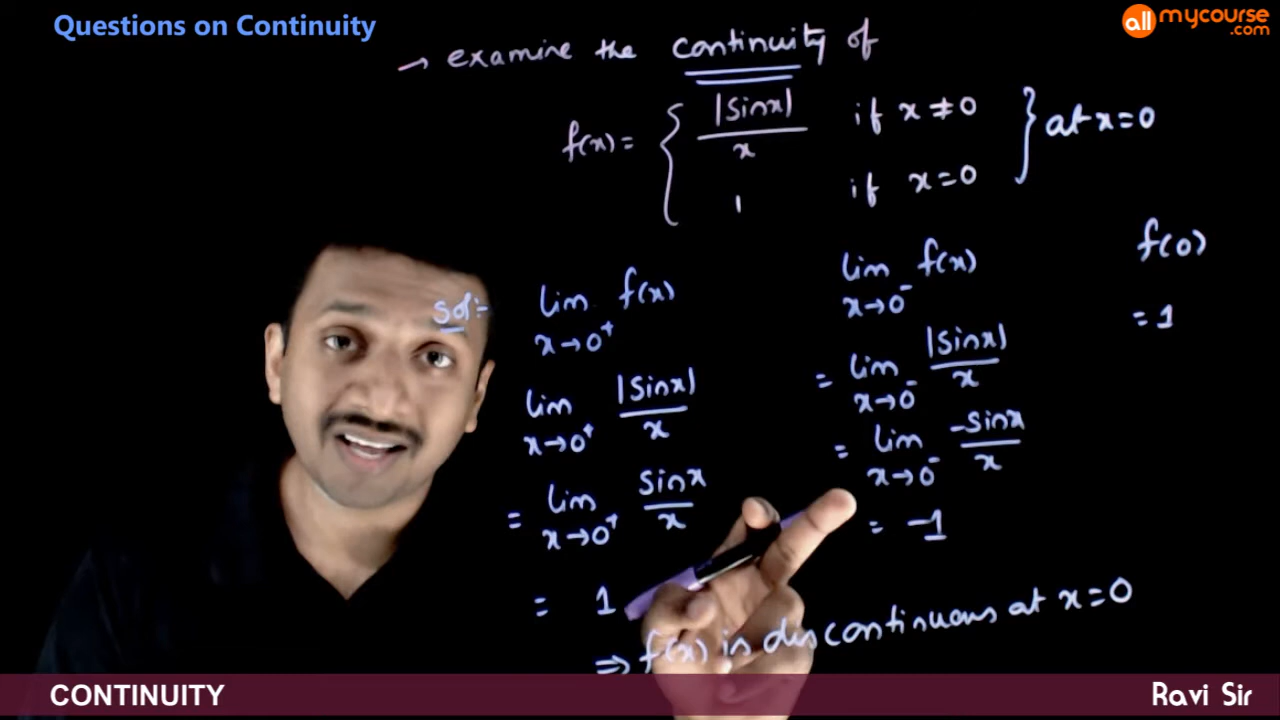 Questions on Continuity
all mycourse .com
→ examine the continuity of
f(x) = { |sinx| / x if x ≠ 0
1 if x = 0 } at x = 0
Sol:-
lim x→0⁺ f(x)
lim x→0⁺ |sinx| / x
= lim x→0⁺ sinx / x
= 1
lim x→0⁻ f(x)
= lim x→0⁻ |sinx| / x
= lim x→0⁻ -sinx / x
= -1
f(0)
= 1
⇒ f(x) is discontinuous at x = 0
CONTINUITY
Ravi Sir